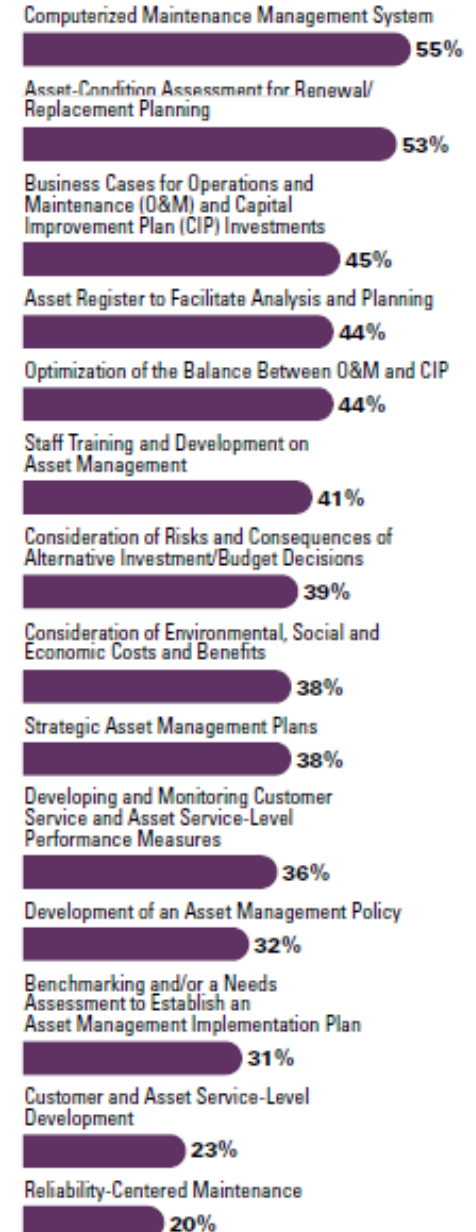 Computerized Maintenance Management System
55%
Asset-Condition Assessment for Renewal/
Replacement Planning
53%
Business Cases for Operations and
Maintenance (O&M) and Capital
Improvement Plan (CIP) Investments
45%
Asset Register to Facilitate Analysis and Planning
44%
Optimization of the Balance Between O&M and CIP
44%
Staff Training and Development on
Asset Management
41%
Consideration of Risks and Consequences of
Alternative Investment/Budget Decisions
39%
Consideration of Environmental, Social and
Economic Costs and Benefits
38%
Strategic Asset Management Plans
38%
Developing and Monitoring Customer
Service and Asset Service-Level
Performance Measures
36%
Development of an Asset Management Policy
32%
Benchmarking and/or a Needs
Assessment to Establish an
Asset Management Implementation Plan
31%
Customer and Asset Service-Level
Development
23%
Reliability-Centered Maintenance
20%